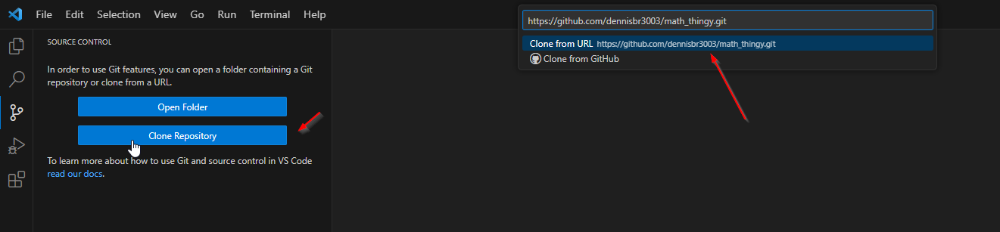 File Edit Selection View Go Run Terminal Help
https://github.com/dennisbr3003/math_thingy.git
Clone from URL https://github.com/dennisbr3003/math_thingy.git
Clone from GitHub
SOURCE CONTROL
In order to use Git features, you can open a folder containing a Git
repository or clone from a URL.
Open Folder
Clone Repository
To learn more about how to use Git and source control in VS Code
read our docs.